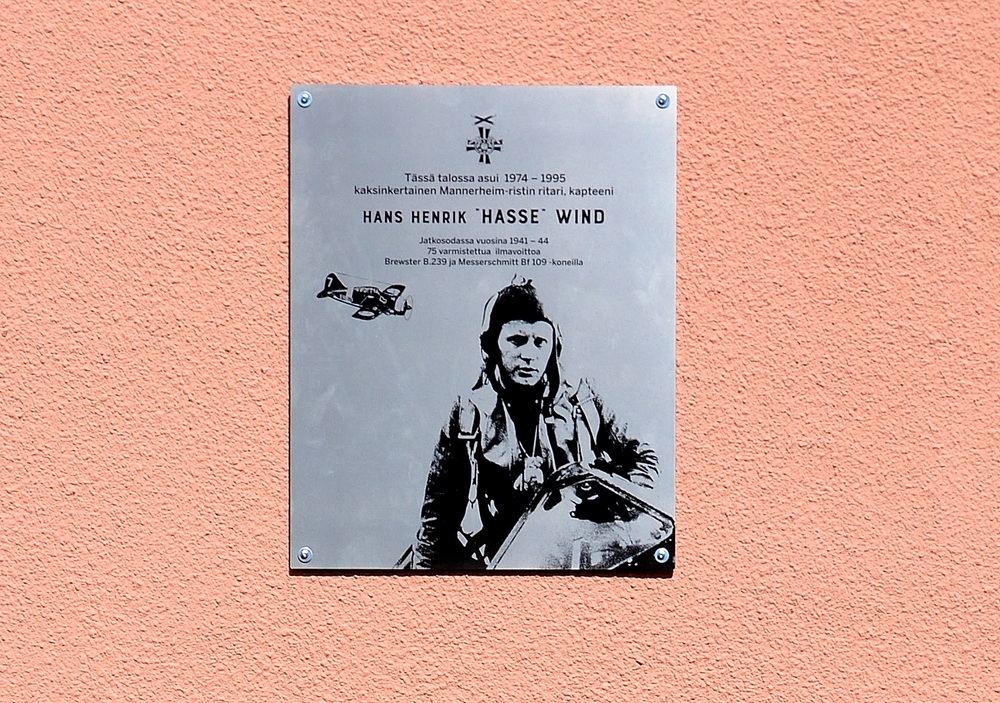 Tässä talossa asui 1974 – 1995
kaksinkertainen Mannerheim-ristin ritari, kapteeni
HANS HENRIK "HASSE" WIND
Jatkosodassa vuosina 1941 – 44
75 varmistettua ilmavoittoa
Brewster B.239 ja Messerschmitt Bf 109 -koneilla
7